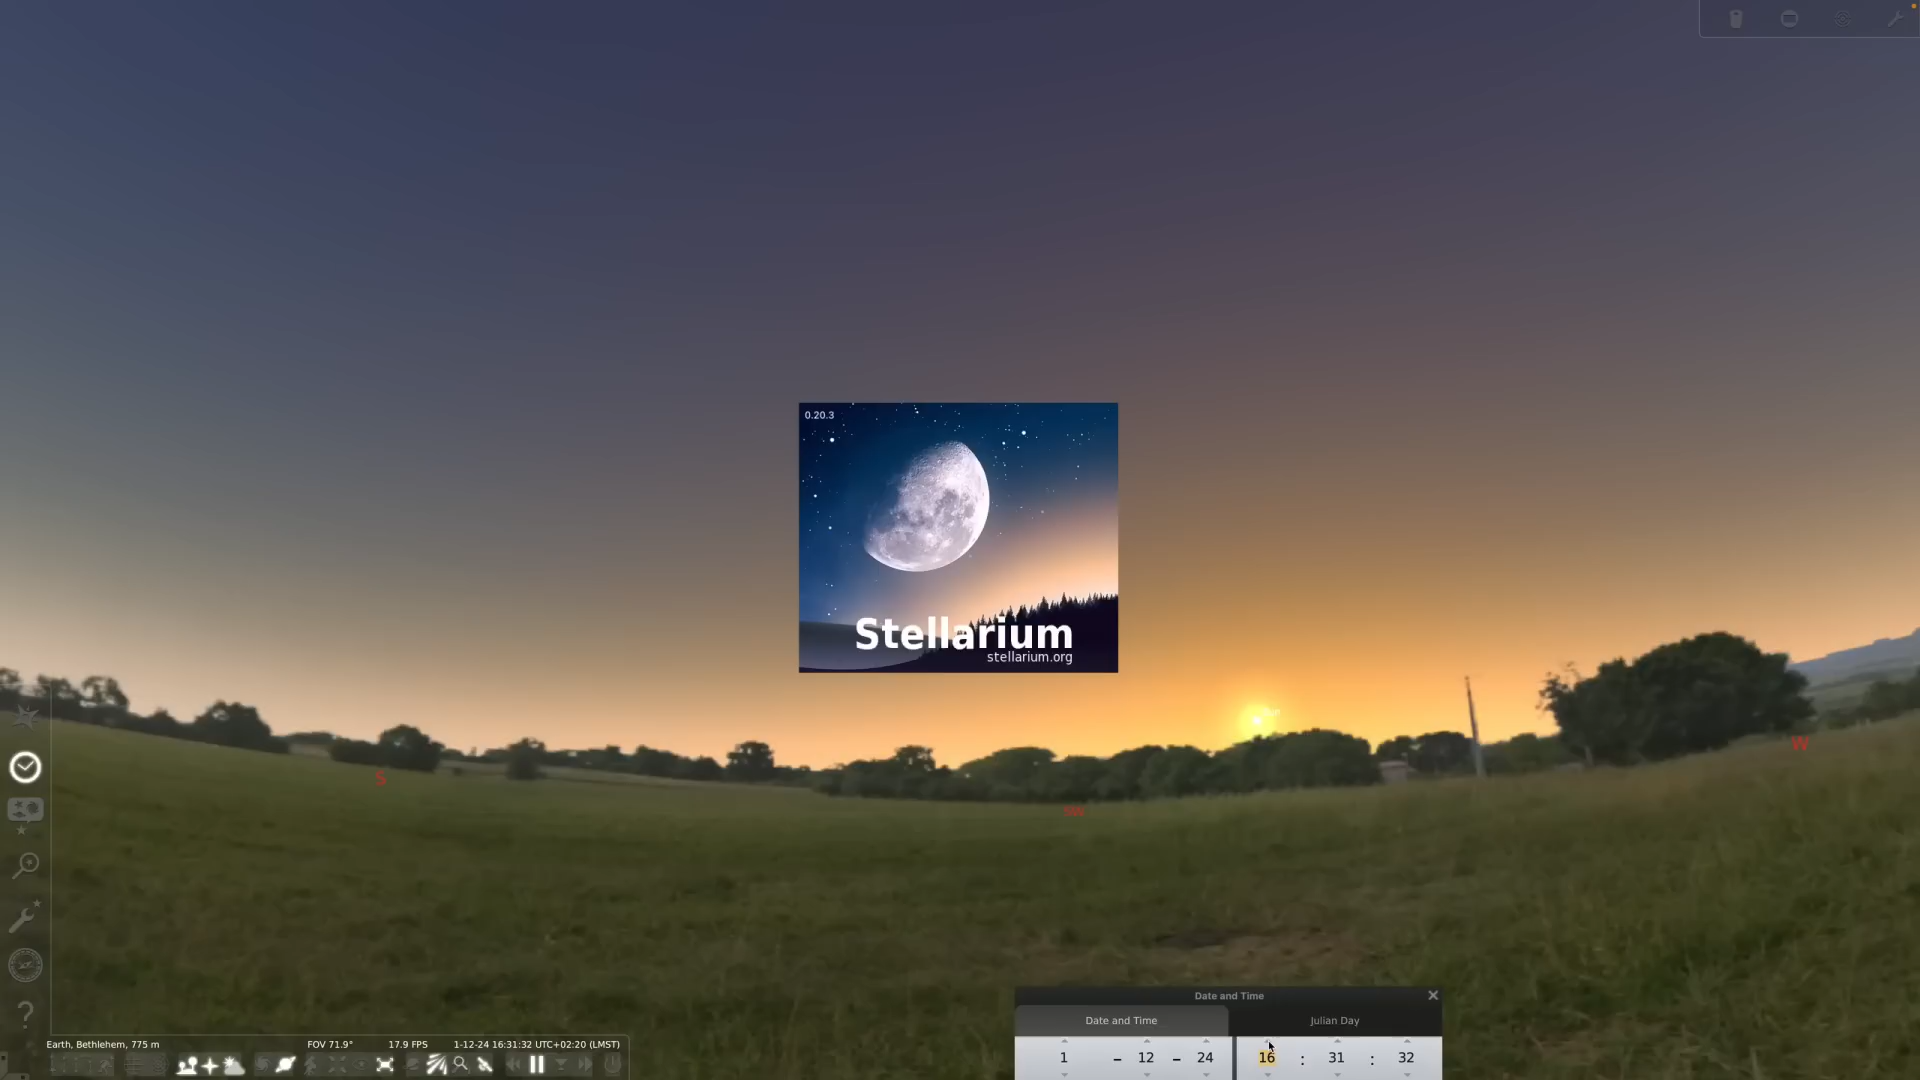 0.20.3
Stellarium
stellarium.org
S
SW
W
Date and Time
Date and Time
Julian Day
1 – 12 – 24 16 : 31 : 32
Earth, Bethlehem, 775 m FOV 71.9° 17.9 FPS 1-12-24 16:31:32 UTC+02:20 (LMST)